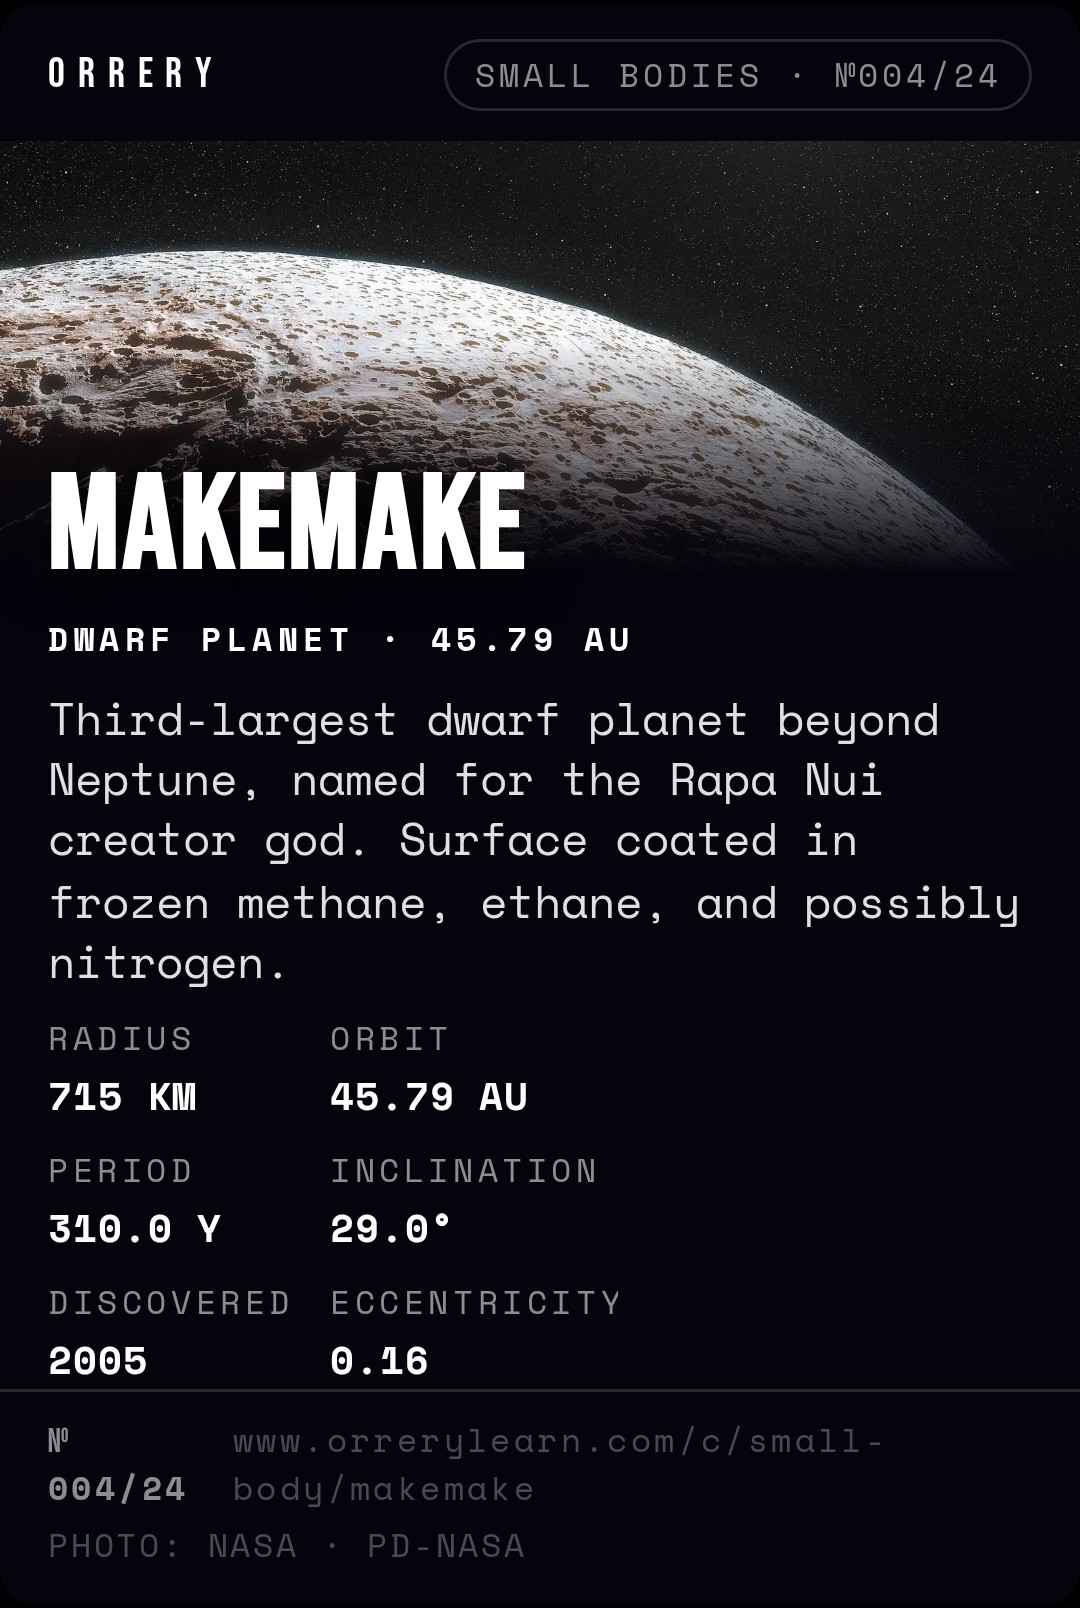 ORRERY
SMALL BODIES · №004/24
MAKEMAKE
DWARF PLANET · 45.79 AU
Third-largest dwarf planet beyond
Neptune, named for the Rapa Nui
creator god. Surface coated in
frozen methane, ethane, and possibly
nitrogen.
RADIUS ORBIT
715 KM 45.79 AU
PERIOD INCLINATION
310.0 Y 29.0°
DISCOVERED ECCENTRICITY
2005 0.16
№ www.orrerylearn.com/c/small-
004/24 body/makemake
PHOTO: NASA · PD-NASA